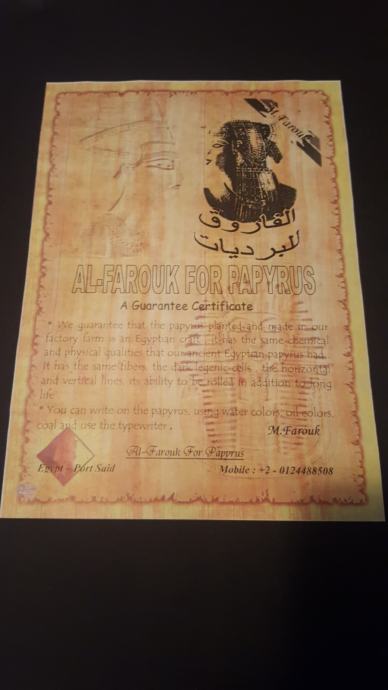 M. Farouk
الفاروق
للبرديات
AL-FAROUK FOR PAPYRUS
A Guarantee Certificate
* We guarantee that the papyrus planted and made in our
factory farm is an Egyptian craft, it has the same chemical
and physical qualities that our ancient Egyptian papyrus had.
It has the same fibers, the dark legenic cells, the horizontal
and vertical lines, its ability to be rolled in addition to long
life
* You can write on the papyrus, using water colors, oil colors,
coal and use the typewriter.
M.Farouk
Al-Farouk For Papyrus
Egypt - Port Said
Mobile : +2 - 0124488508